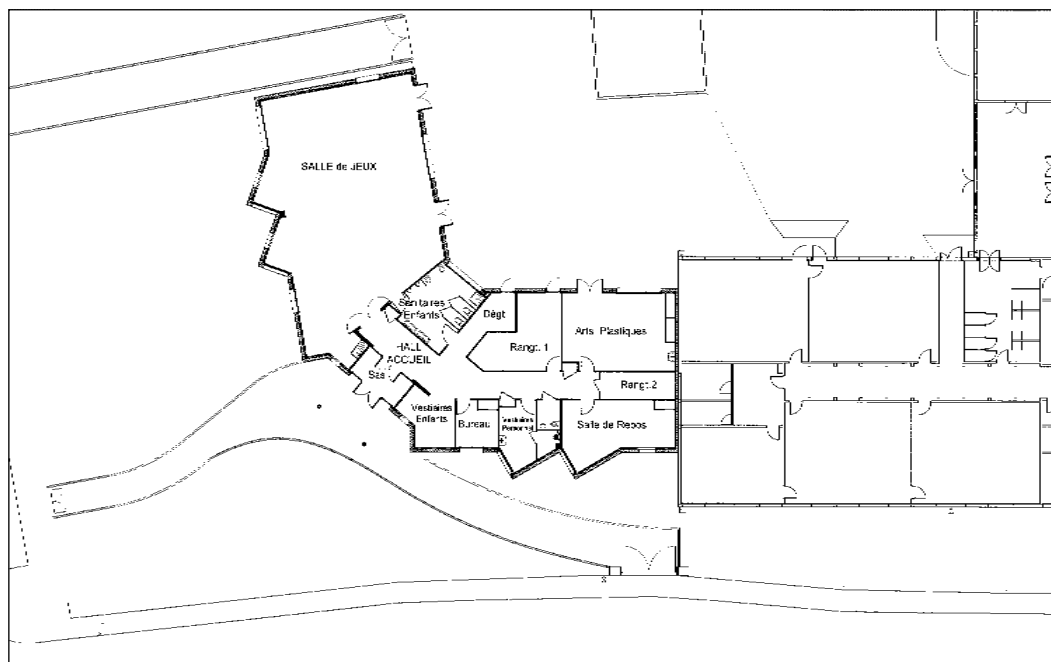 SALLE de JEUX
Sanitaires
Enfants
Dégt
Arts Plastiques
Rangt. 1
HALL
ACCUEIL
Sas
Rangt.2
Vestiaires
Enfants
Bureau
Vestiaires
Personnel
Salle de Repos